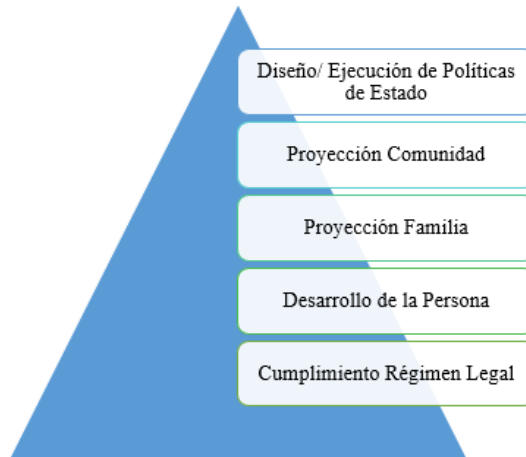 Diseño/ Ejecución de Políticas
de Estado
Proyección Comunidad
Proyección Familia
Desarrollo de la Persona
Cumplimiento Régimen Legal